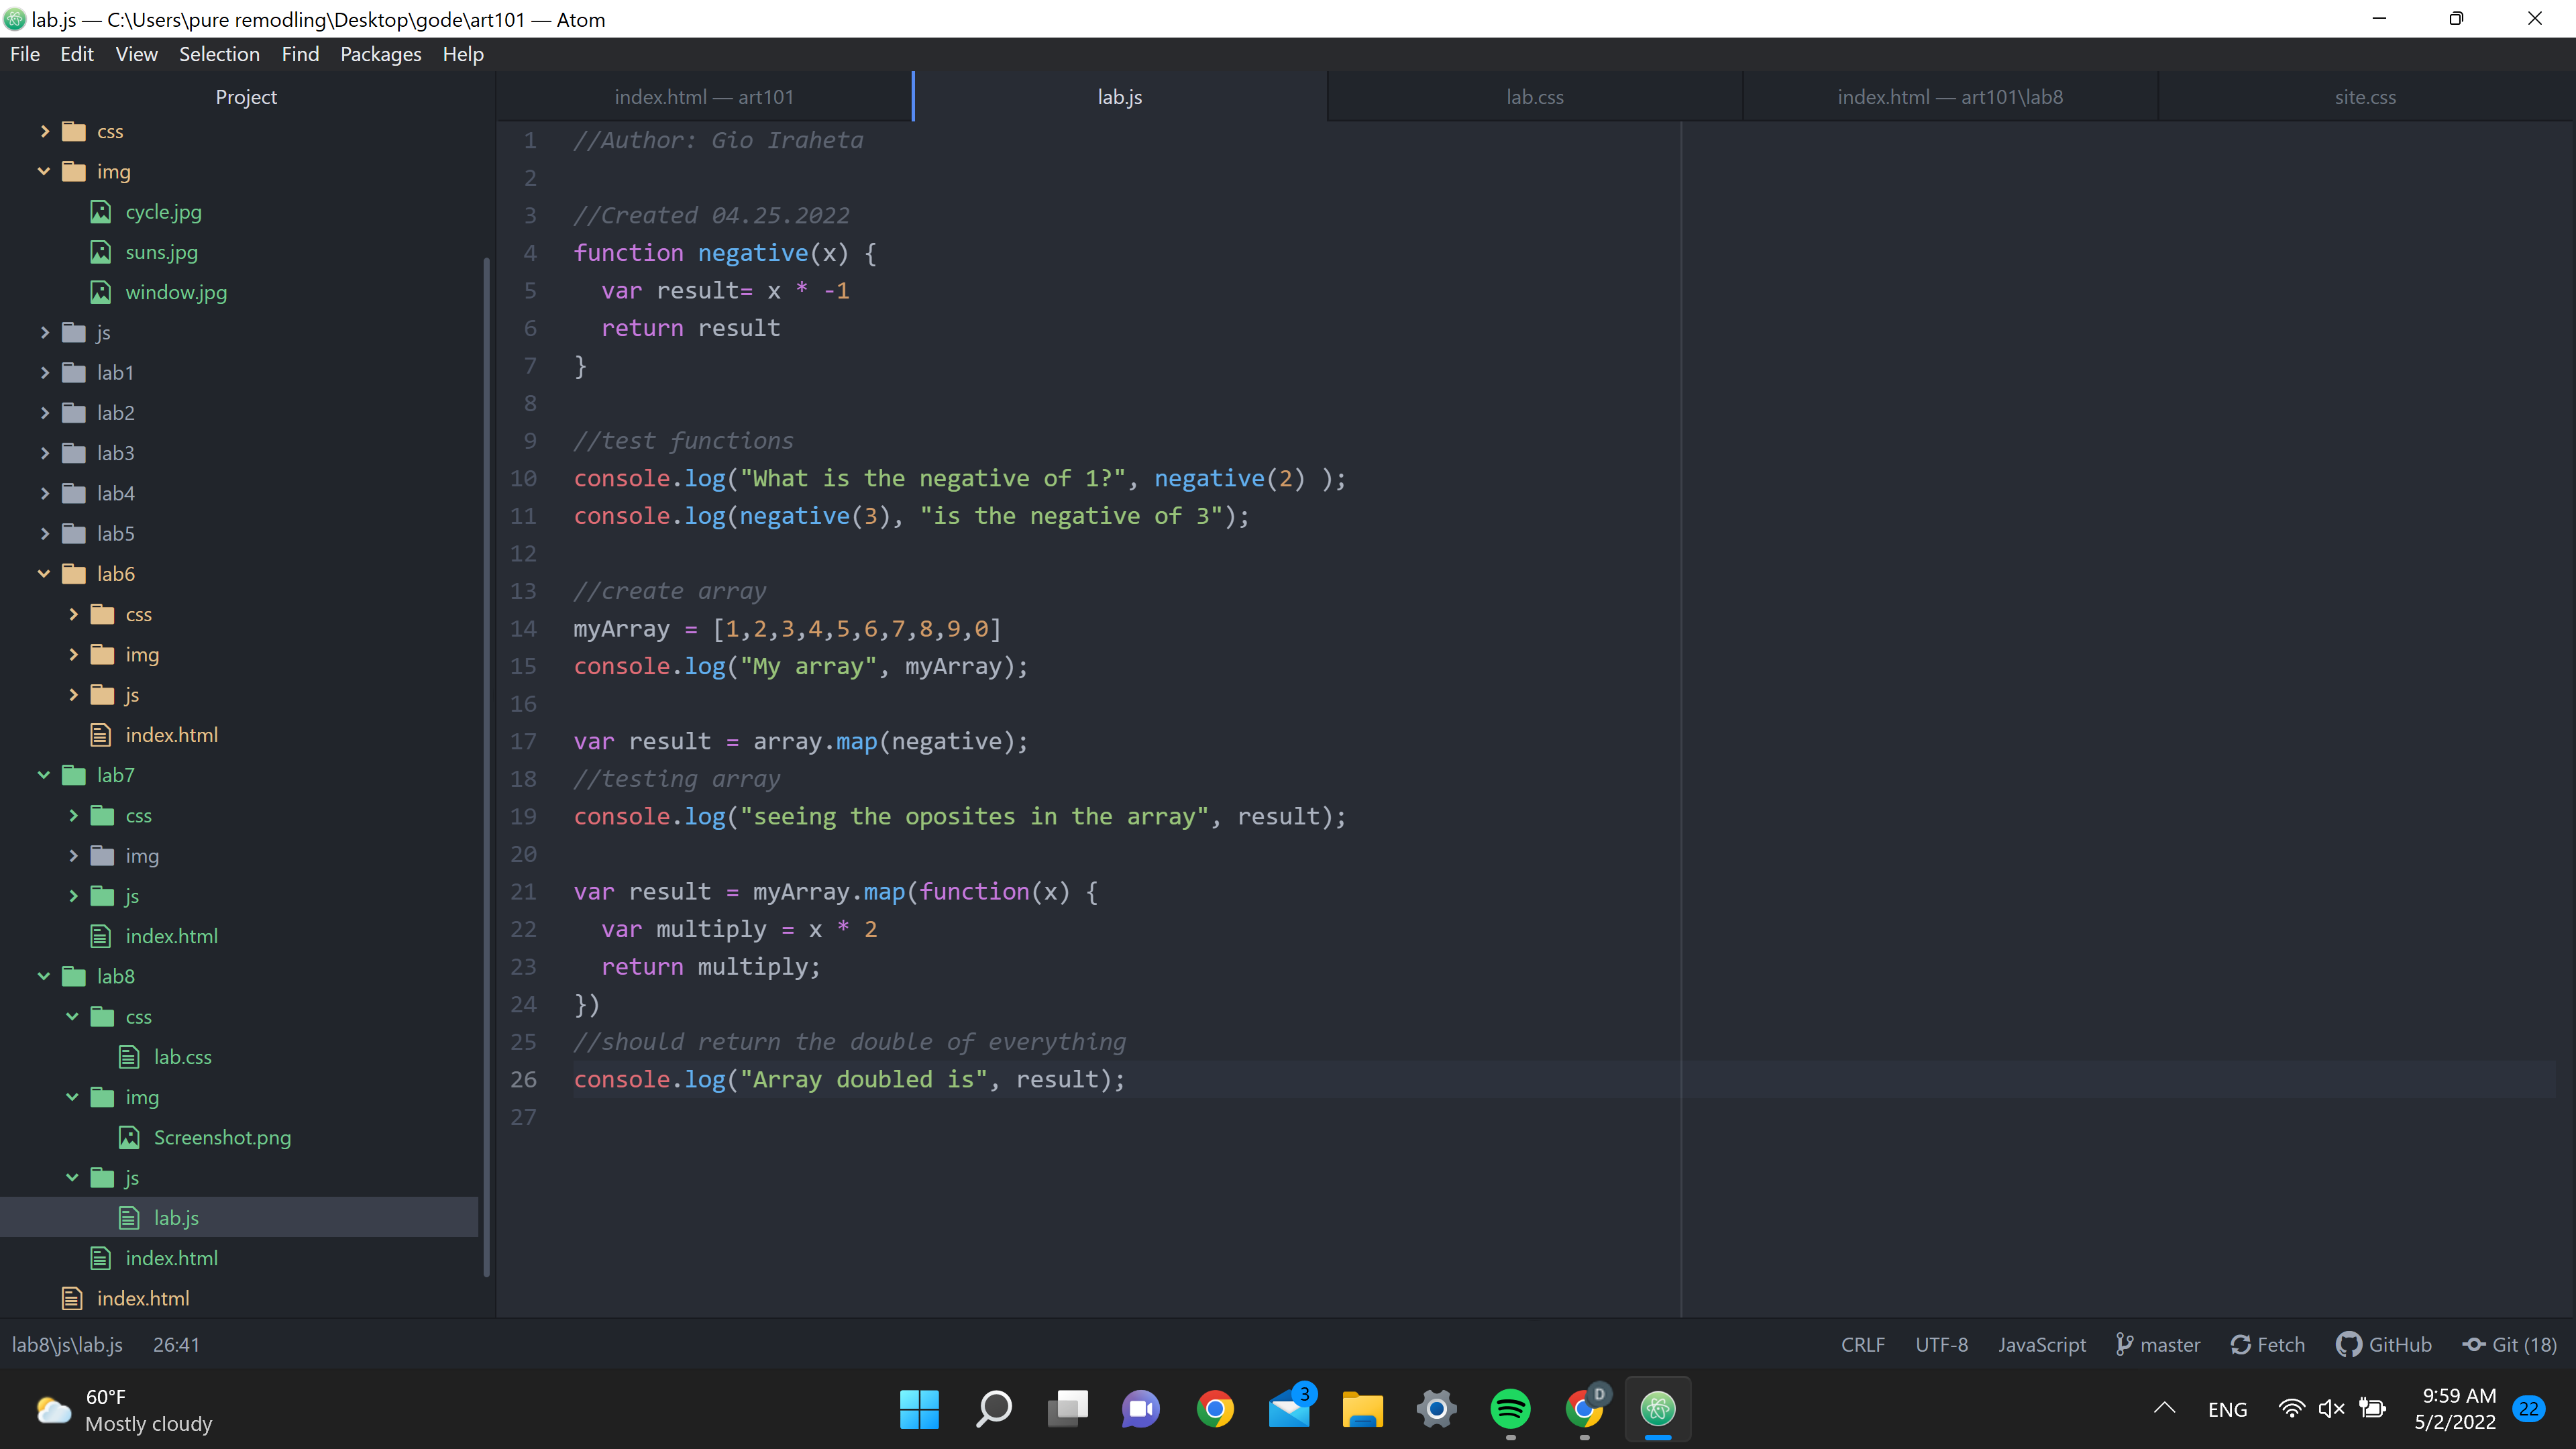 lab.js — C:\Users\pure remodling\Desktop\gode\art101 — Atom
File Edit View Selection Find Packages Help
Project
css
img
cycle.jpg
suns.jpg
window.jpg
js
lab1
lab2
lab3
lab4
lab5
lab6
css
img
js
index.html
lab7
css
img
js
index.html
lab8
css
lab.css
img
Screenshot.png
js
lab.js
index.html
index.html
index.html — art101 lab.js lab.css index.html — art101\lab8 site.css
1 //Author: Gio Iraheta
2
3 //Created 04.25.2022
4 function negative(x) {
5 var result= x * -1
6 return result
7 }
8
9 //test functions
10 console.log("What is the negative of 1?", negative(2) );
11 console.log(negative(3), "is the negative of 3");
12
13 //create array
14 myArray = [1,2,3,4,5,6,7,8,9,0]
15 console.log("My array", myArray);
16
17 var result = array.map(negative);
18 //testing array
19 console.log("seeing the oposites in the array", result);
20
21 var result = myArray.map(function(x) {
22 var multiply = x * 2
23 return multiply;
24 })
25 //should return the double of everything
26 console.log("Array doubled is", result);
27
lab8\js\lab.js 26:41 CRLF UTF-8 JavaScript master Fetch GitHub Git (18)
60°F
Mostly cloudy
3
D
ENG
9:59 AM
5/2/2022
22